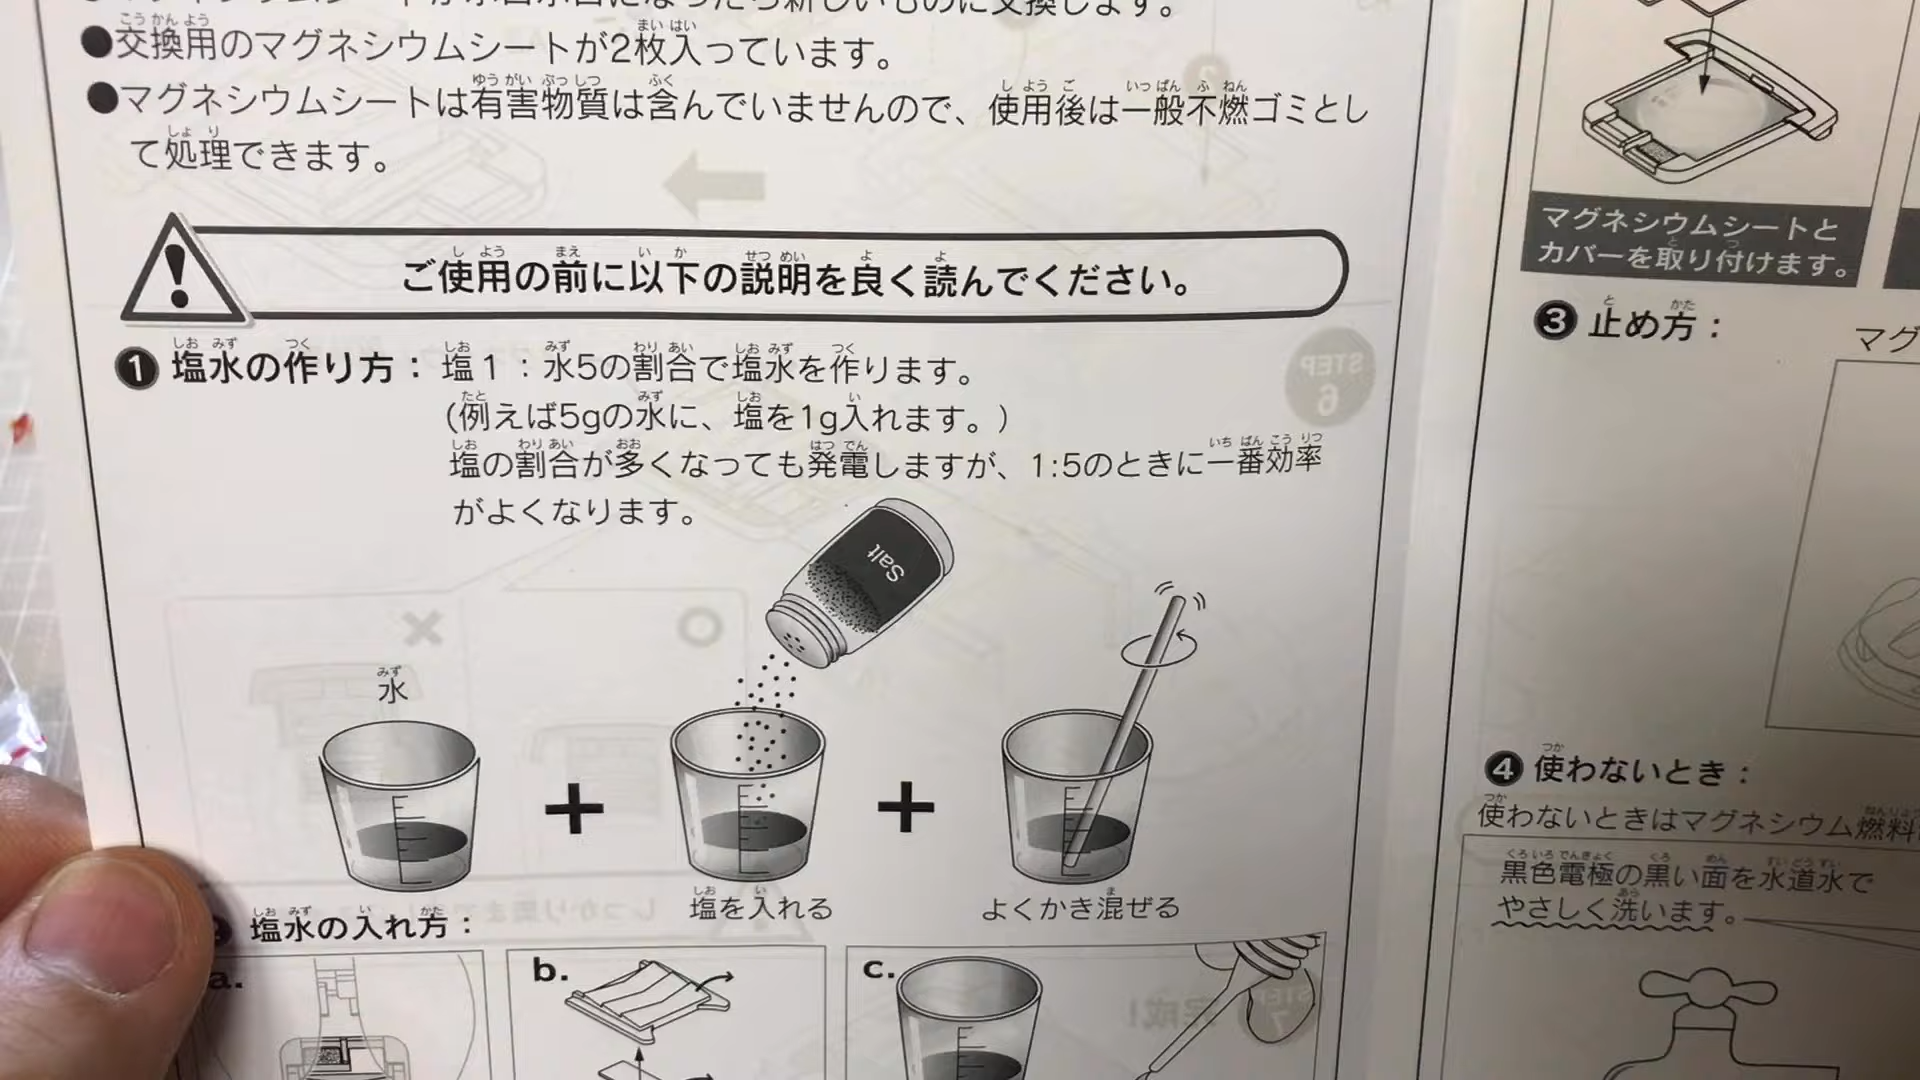 交換用のマグネシウムシートが2枚入っています。
●マグネシウムシートは有害物質は含んでいませんので、使用後は一般不燃ゴミとし
て処理できます。
ご使用の前に以下の説明を良く読んでください。
❶ 塩水の作り方：塩1：水5の割合で塩水を作ります。
(例えば5gの水に、塩を1g入れます。)
塩の割合が多くなっても発電しますが、1:5のときに一番効率
がよくなります。
Salt
水
塩を入れる
よくかき混ぜる
塩水の入れ方：
a.
b.
c.
マグネシウムシートと
カバーを取り付けます。
❸ 止め方：
マグ
❹ 使わないとき：
使わないときはマグネシウム燃料
黒色電極の黒い面を水道水で
やさしく洗います。
STEP
6
完成!